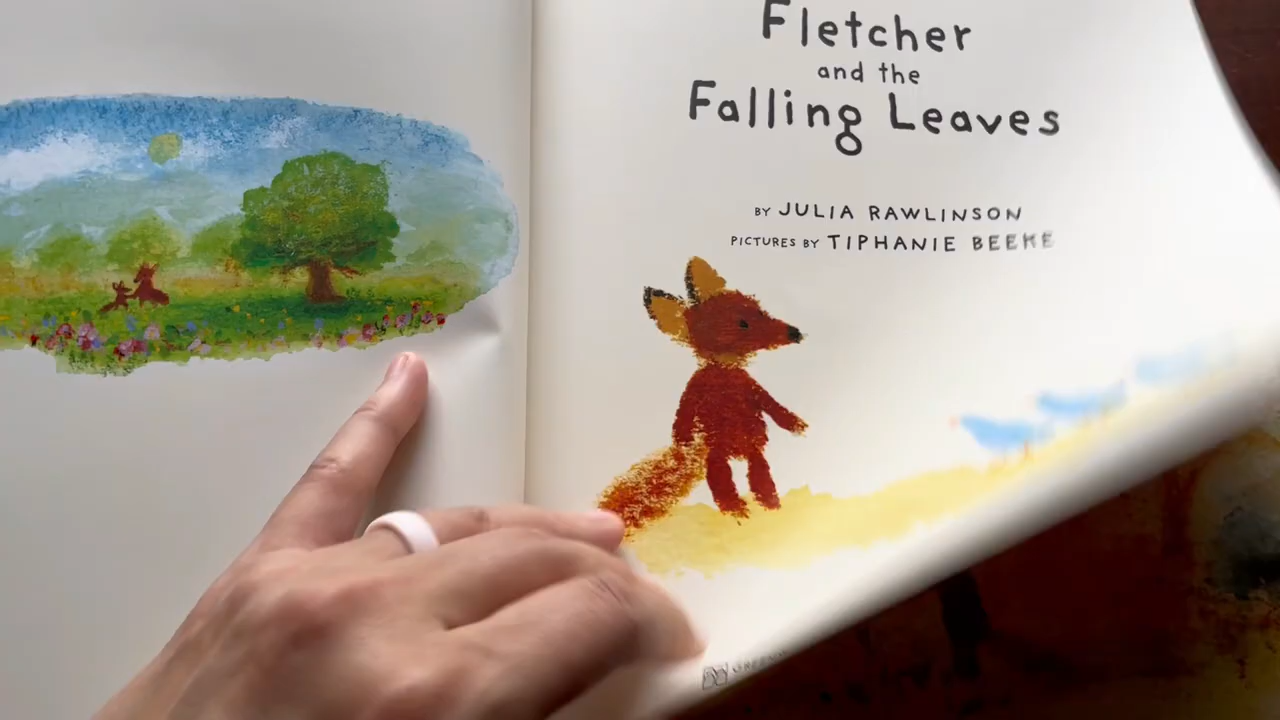 Fletcher
and the
Falling Leaves
BY JULIA RAWLINSON
PICTURES BY TIPHANIE BEEKE